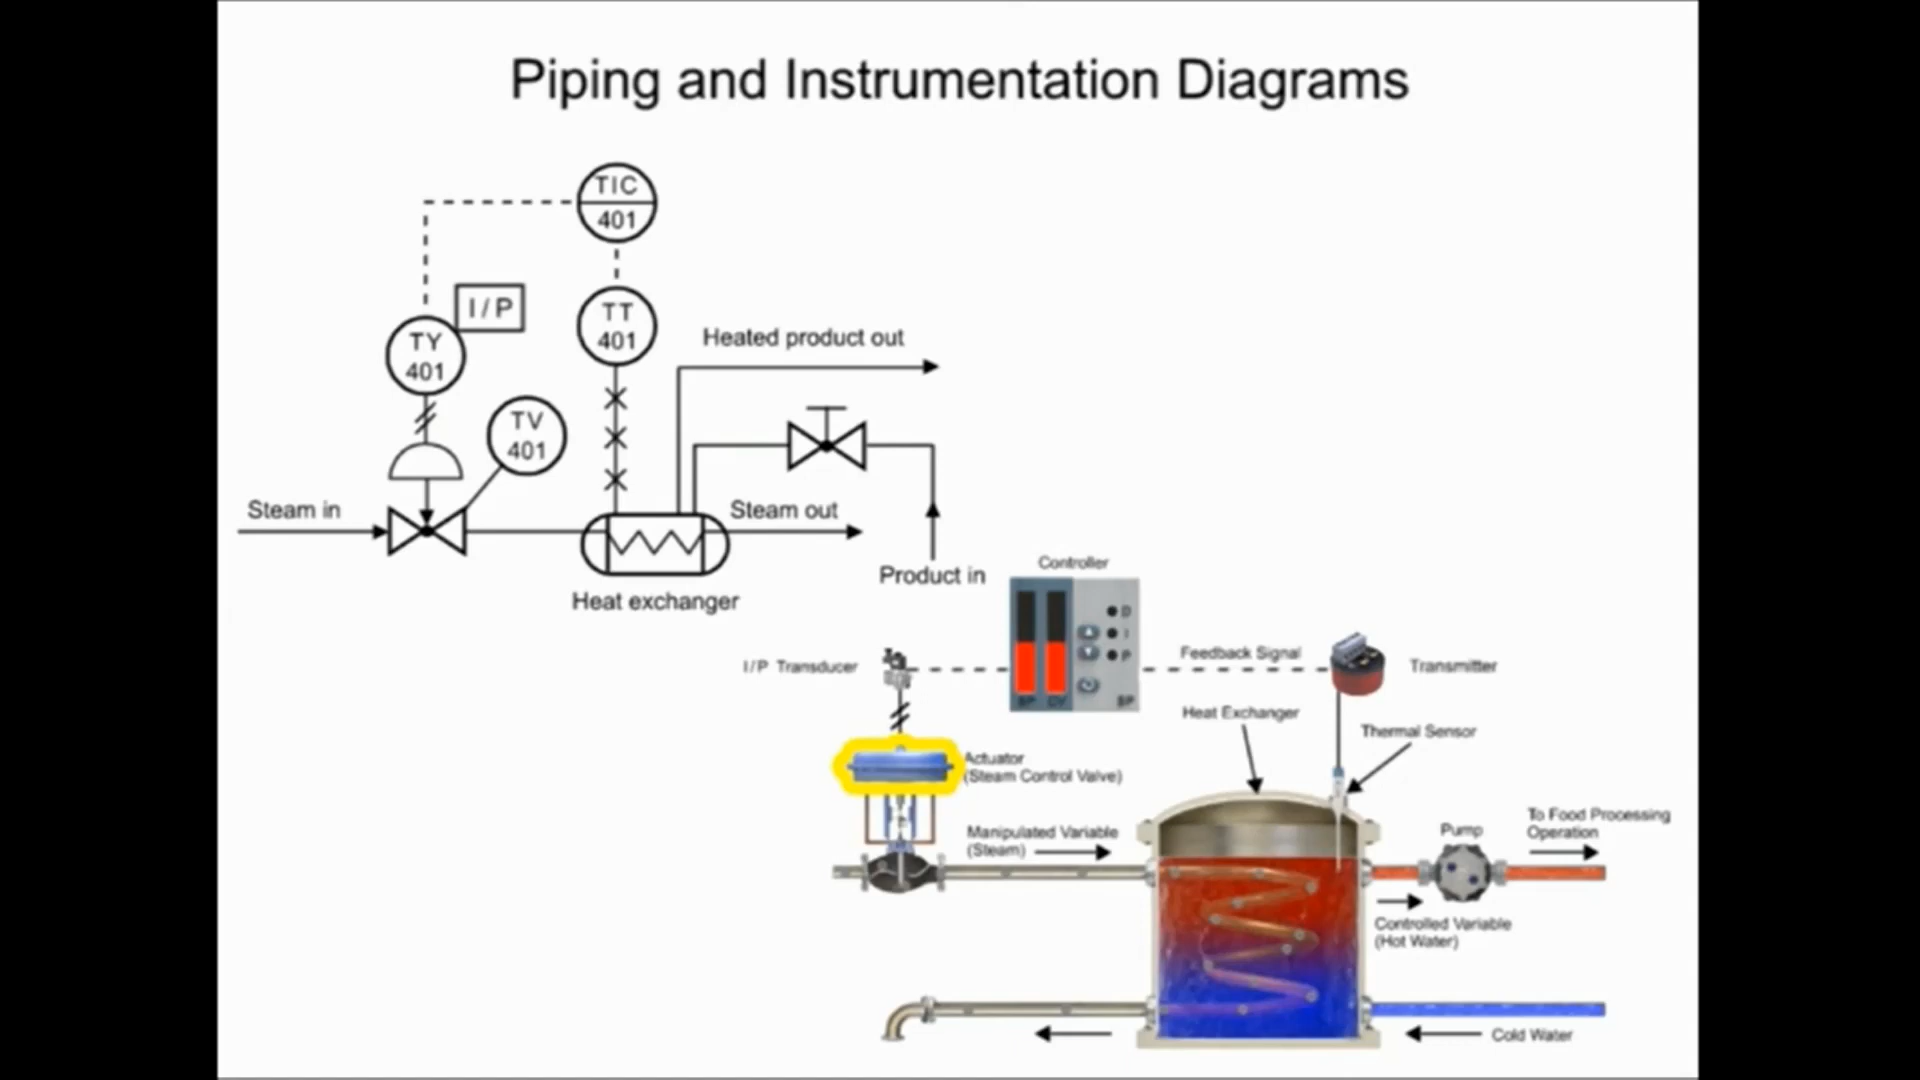 Piping and Instrumentation Diagrams
TIC
401
I / P
TT
401
TY
401
Heated product out
TV
401
Steam in
Steam out
Product in
Heat exchanger
Controller
D
I
P
SP
I/P Transducer
Feedback Signal
Transmitter
Heat Exchanger
Thermal Sensor
Actuator
(Steam Control Valve)
Manipulated Variable
(Steam)
Pump
To Food Processing
Operation
Controlled Variable
(Hot Water)
Cold Water